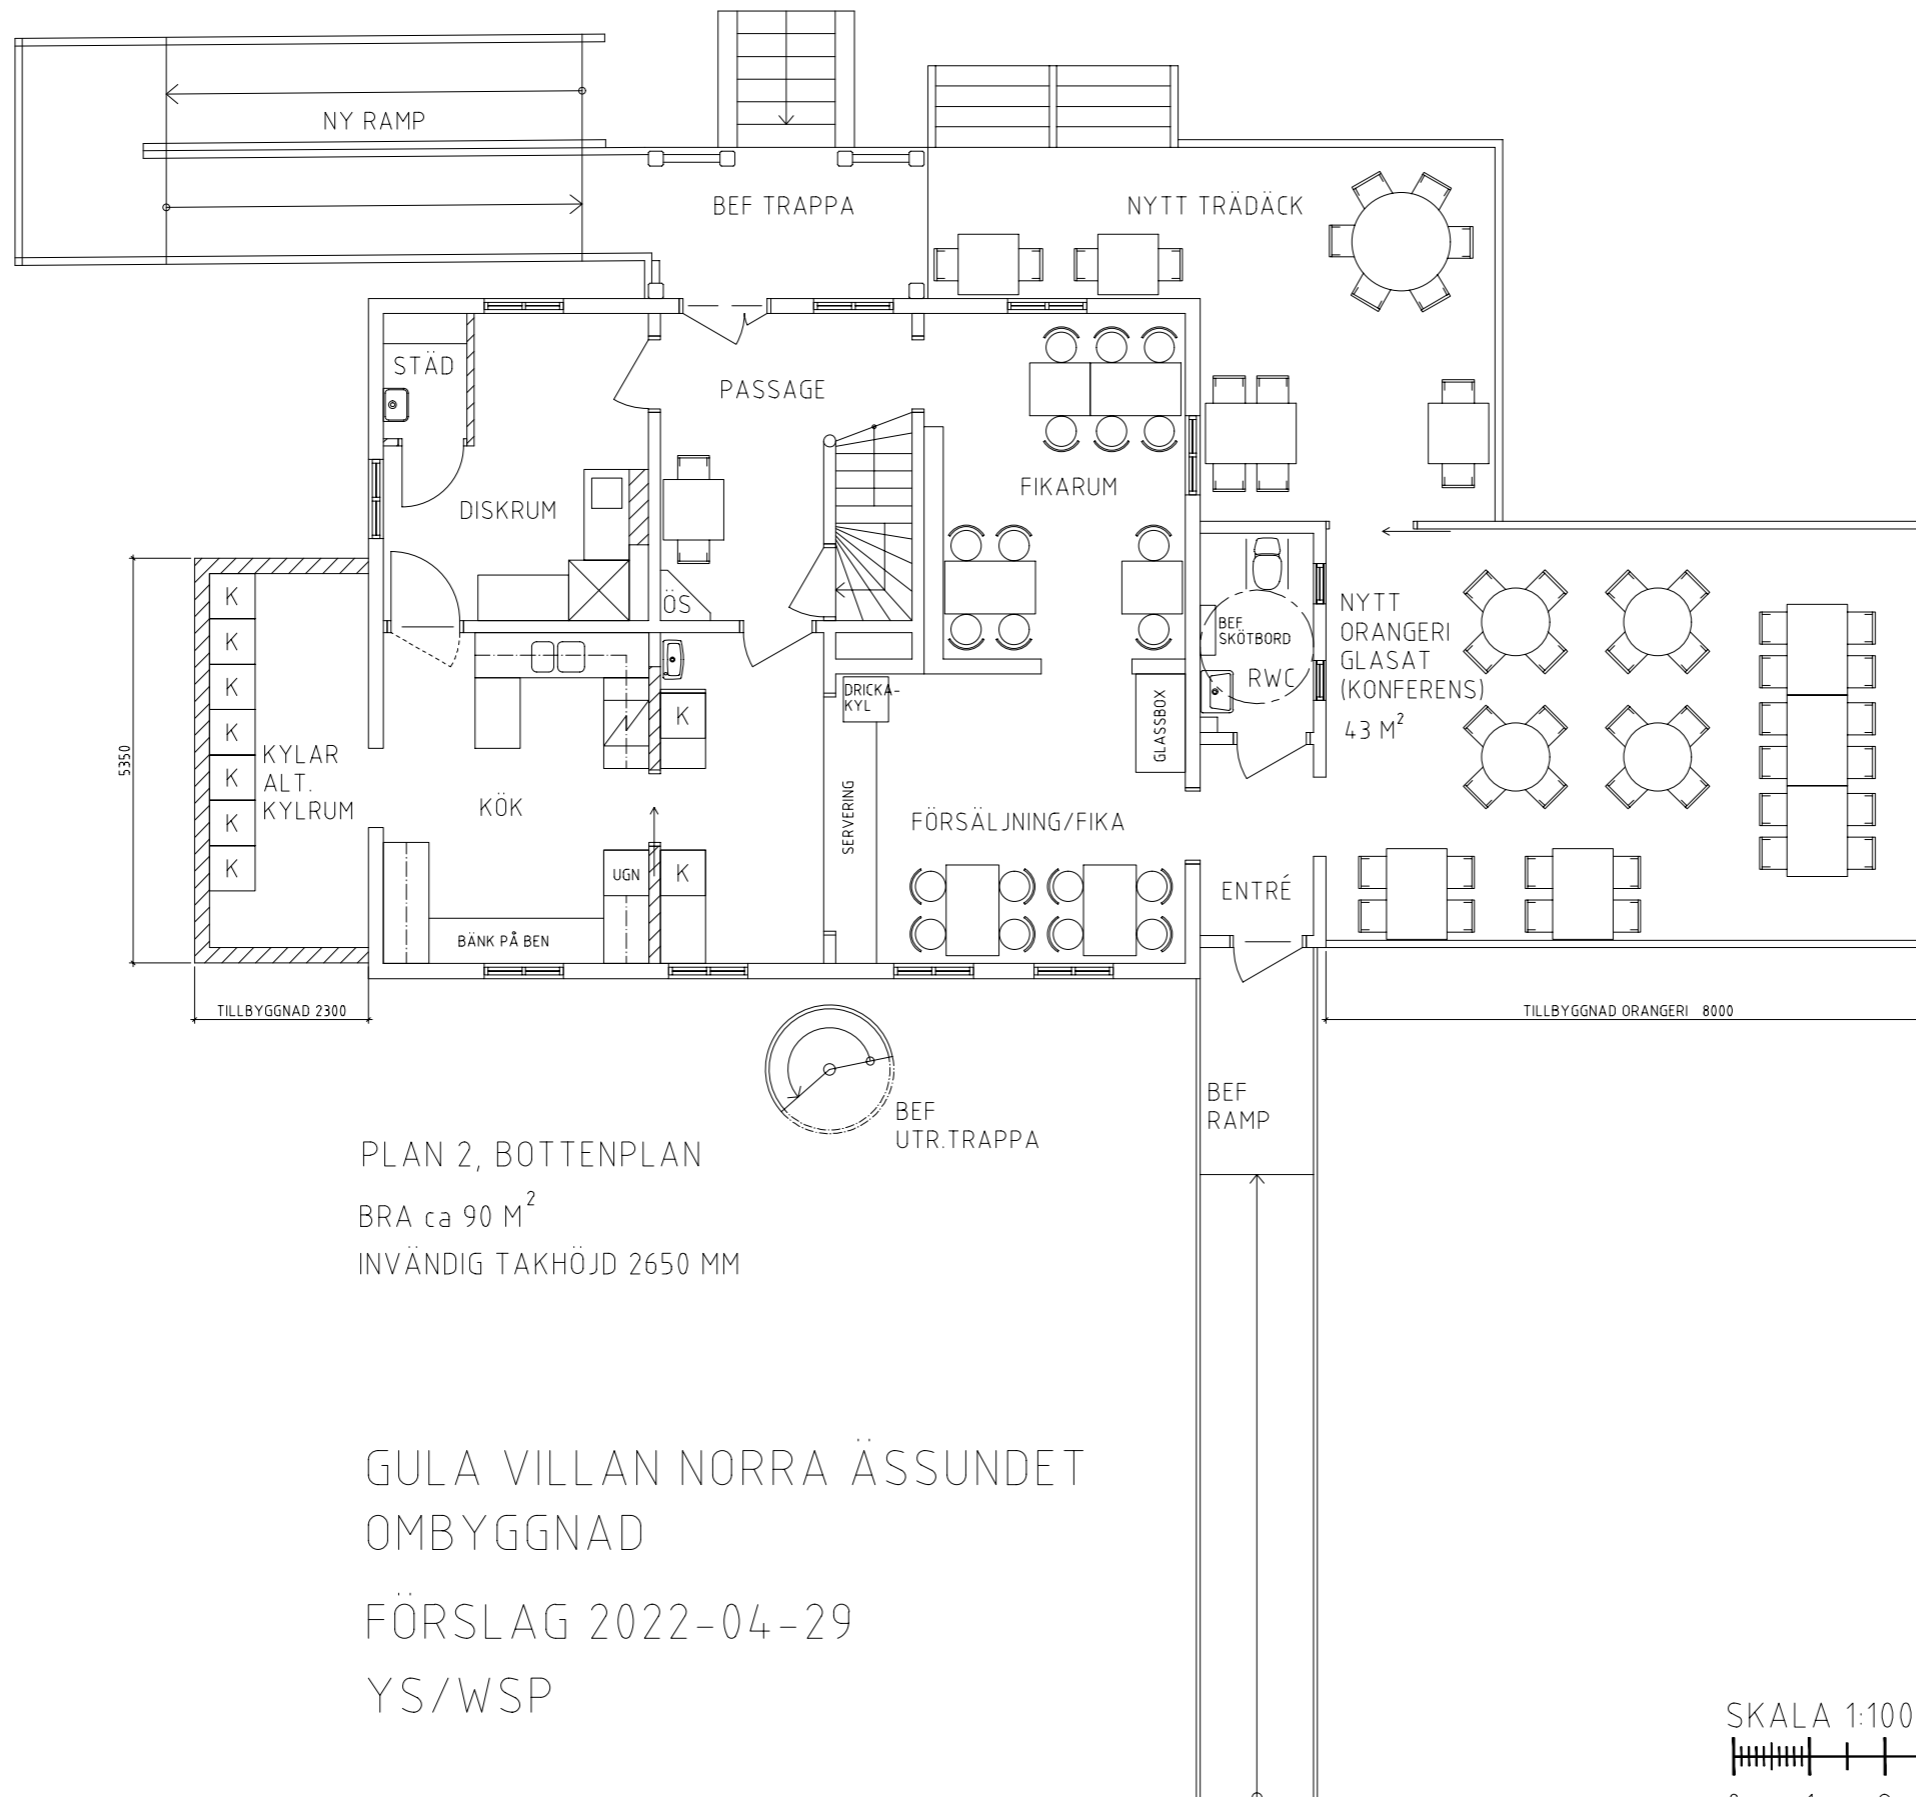 NY RAMP
BEF TRAPPA
NYTT TRÄDÄCK
STÄD
PASSAGE
DISKRUM
FIKARUM
ÖS
K
K
K
K
K
K
K
KYLAR
ALT.
KYLRUM
5350
KÖK
K
K
UGN
BÄNK PÅ BEN
DRICKA-
KYL
SERVERING
GLASSBOX
FÖRSÄLJNING/FIKA
BEF.
SKÖTBORD
RWC
ENTRÉ
NYTT
ORANGERI
GLASAT
(KONFERENS)
43 M²
TILLBYGGNAD 2300
TILLBYGGNAD ORANGERI 8000
BEF
UTR.TRAPPA
BEF
RAMP
PLAN 2, BOTTENPLAN
BRA ca 90 M²
INVÄNDIG TAKHÖJD 2650 MM
GULA VILLAN NORRA ÄSSUNDET
OMBYGGNAD
FÖRSLAG 2022-04-29
YS/WSP
SKALA 1:100